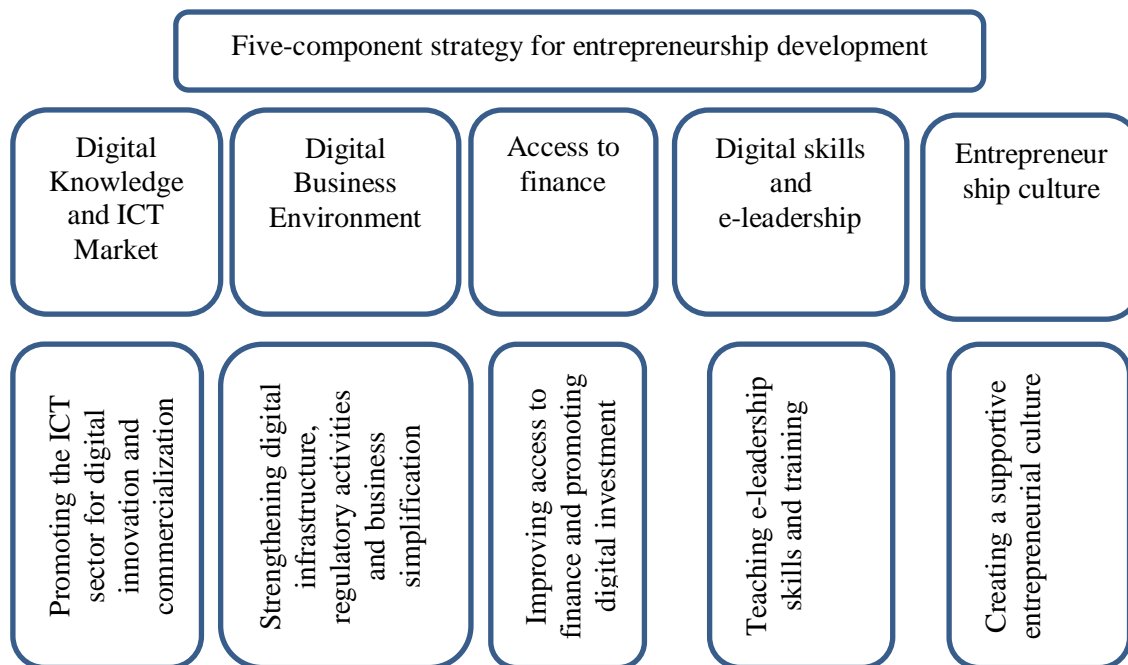 Five-component strategy for entrepreneurship development
Digital
Knowledge
and ICT
Market
Digital
Business
Environment
Access to
finance
Digital skills
and
e-leadership
Entrepreneur
ship culture
Promoting the ICT
sector for digital
innovation and
commercialization
Strengthening digital
infrastructure,
regulatory activities
and business
simplification
Improving access to
finance and promoting
digital investment
Teaching e-leadership
skills and training
Creating a supportive
entrepreneurial culture